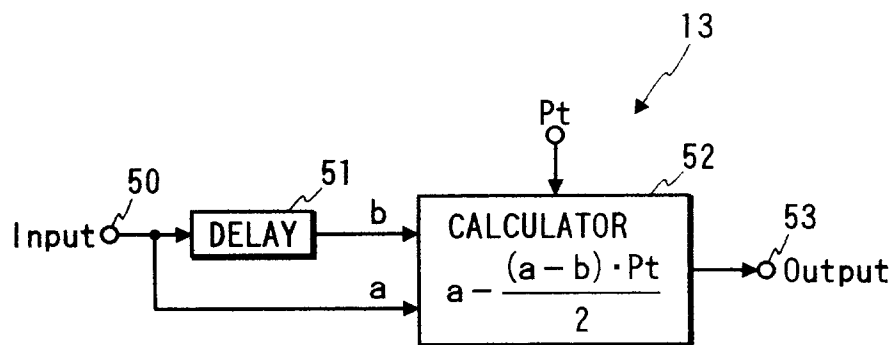 13
Pt
50
51
52
53
Input
DELAY
b
a
CALCULATOR
a - (a-b)·Pt / 2
Output